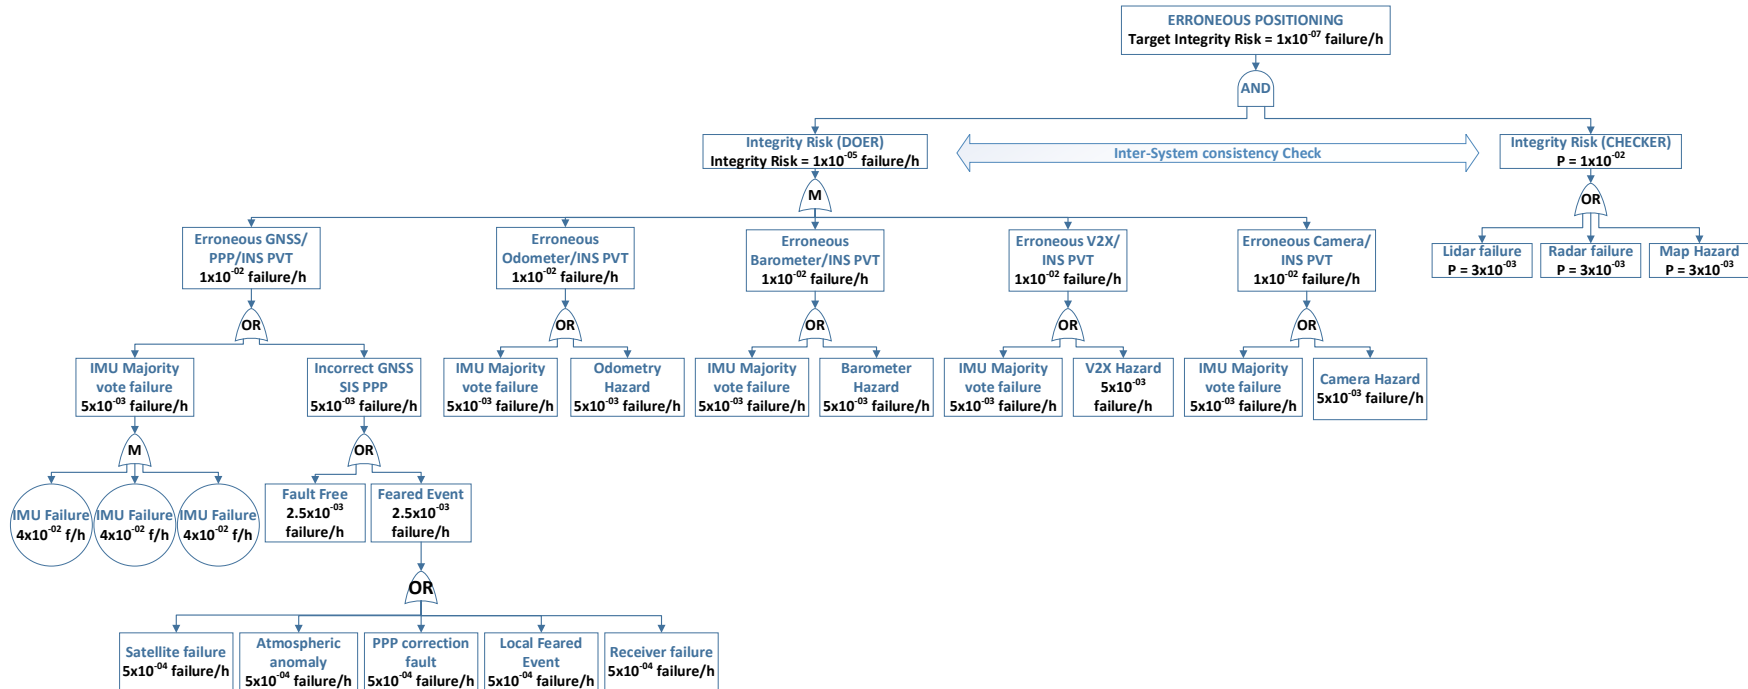 ERRONEOUS POSITIONING
Target Integrity Risk = 1x10⁻⁰⁷ failure/h
AND
Integrity Risk (DOER)
Integrity Risk = 1x10⁻⁰⁵ failure/h
Inter-System consistency Check
Integrity Risk (CHECKER)
P = 1x10⁻⁰²
M
OR
Erroneous GNSS/
PPP/INS PVT
1x10⁻⁰² failure/h
Erroneous
Odometer/INS PVT
1x10⁻⁰² failure/h
Erroneous
Barometer/INS PVT
1x10⁻⁰² failure/h
Erroneous V2X/
INS PVT
1x10⁻⁰² failure/h
Erroneous Camera/
INS PVT
1x10⁻⁰² failure/h
Lidar failure
P = 3x10⁻⁰³
Radar failure
P = 3x10⁻⁰³
Map Hazard
P = 3x10⁻⁰³
OR
OR
OR
OR
OR
IMU Majority
vote failure
5x10⁻⁰³ failure/h
Incorrect GNSS
SIS PPP
5x10⁻⁰³ failure/h
IMU Majority
vote failure
5x10⁻⁰³ failure/h
Odometry
Hazard
5x10⁻⁰³ failure/h
IMU Majority
vote failure
5x10⁻⁰³ failure/h
Barometer
Hazard
5x10⁻⁰³ failure/h
IMU Majority
vote failure
5x10⁻⁰³ failure/h
V2X Hazard
5x10⁻⁰³
failure/h
IMU Majority
vote failure
5x10⁻⁰³ failure/h
Camera Hazard
5x10⁻⁰³ failure/h
M
OR
IMU Failure
4x10⁻⁰² f/h
IMU Failure
4x10⁻⁰² f/h
IMU Failure
4x10⁻⁰² f/h
Fault Free
2.5x10⁻⁰³
failure/h
Feared Event
2.5x10⁻⁰³
failure/h
OR
Satellite failure
5x10⁻⁰⁴ failure/h
Atmospheric
anomaly
5x10⁻⁰⁴ failure/h
PPP correction
fault
5x10⁻⁰⁴ failure/h
Local Feared
Event
5x10⁻⁰⁴ failure/h
Receiver failure
5x10⁻⁰⁴ failure/h